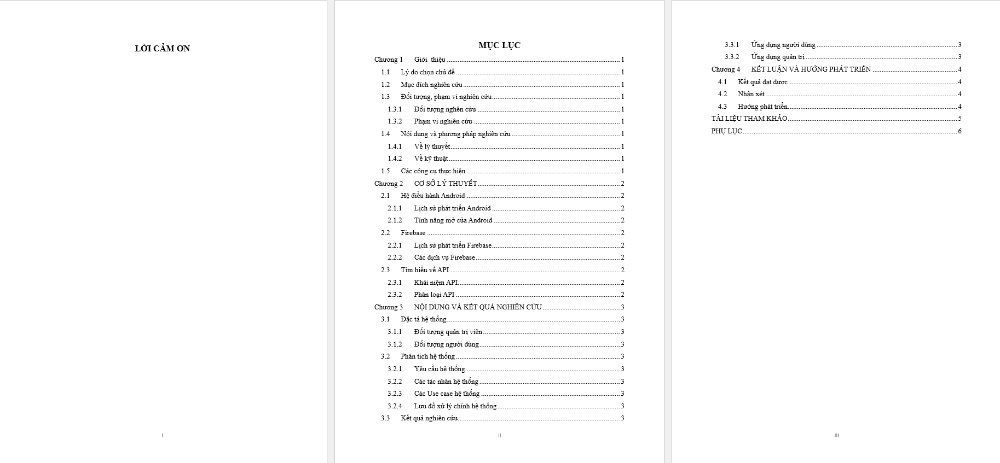 LỜI CẢM ƠN
i
MỤC LỤC
Chương 1 Giới thiệu ........ 1
1.1 Lý do chọn chủ đề ........ 1
1.2 Mục đích nghiên cứu ........ 1
1.3 Đối tượng, phạm vi nghiên cứu ........ 1
1.3.1 Đối tượng nghên cứu ........ 1
1.3.2 Phạm vi nghiên cứu ........ 1
1.4 Nội dung và phương pháp nghiên cứu ........ 1
1.4.1 Về lý thuyết ........ 1
1.4.2 Về kỹ thuật ........ 1
1.5 Các công cụ thực hiện ........ 1
Chương 2 CƠ SỞ LÝ THUYẾT ........ 2
2.1 Hệ điều hành Android ........ 2
2.1.1 Lịch sử phát triển Android ........ 2
2.1.2 Tính năng mở của Android ........ 2
2.2 Firebase ........ 2
2.2.1 Lịch sử phát triển Firebase ........ 2
2.2.2 Các dịch vụ Firebase ........ 2
2.3 Tìm hiểu về API ........ 2
2.3.1 Khái niệm API ........ 2
2.3.2 Phân loại API ........ 2
Chương 3 NỘI DUNG VÀ KẾT QUẢ NGHIÊN CỨU ........ 3
3.1 Đặc tả hệ thống ........ 3
3.1.1 Đối tượng quản trị viên ........ 3
3.1.2 Đối tượng người dùng ........ 3
3.2 Phân tích hệ thống ........ 3
3.2.1 Yêu cầu hệ thống ........ 3
3.2.2 Các tác nhân hệ thống ........ 3
3.2.3 Các Use case hệ thống ........ 3
3.2.4 Lưu đồ xử lý chính hệ thống ........ 3
3.3 Kết quả nghiên cứu ........ 3
ii
3.3.1 Ứng dụng người dùng ........ 3
3.3.2 Ứng dụng quản trị ........ 3
Chương 4 KẾT LUẬN VÀ HƯỚNG PHÁT TRIỂN ........ 4
4.1 Kết quả đạt được ........ 4
4.2 Nhận xét ........ 4
4.3 Hướng phát triển ........ 4
TÀI LIỆU THAM KHẢO ........ 5
PHỤ LỤC ........ 6
iii